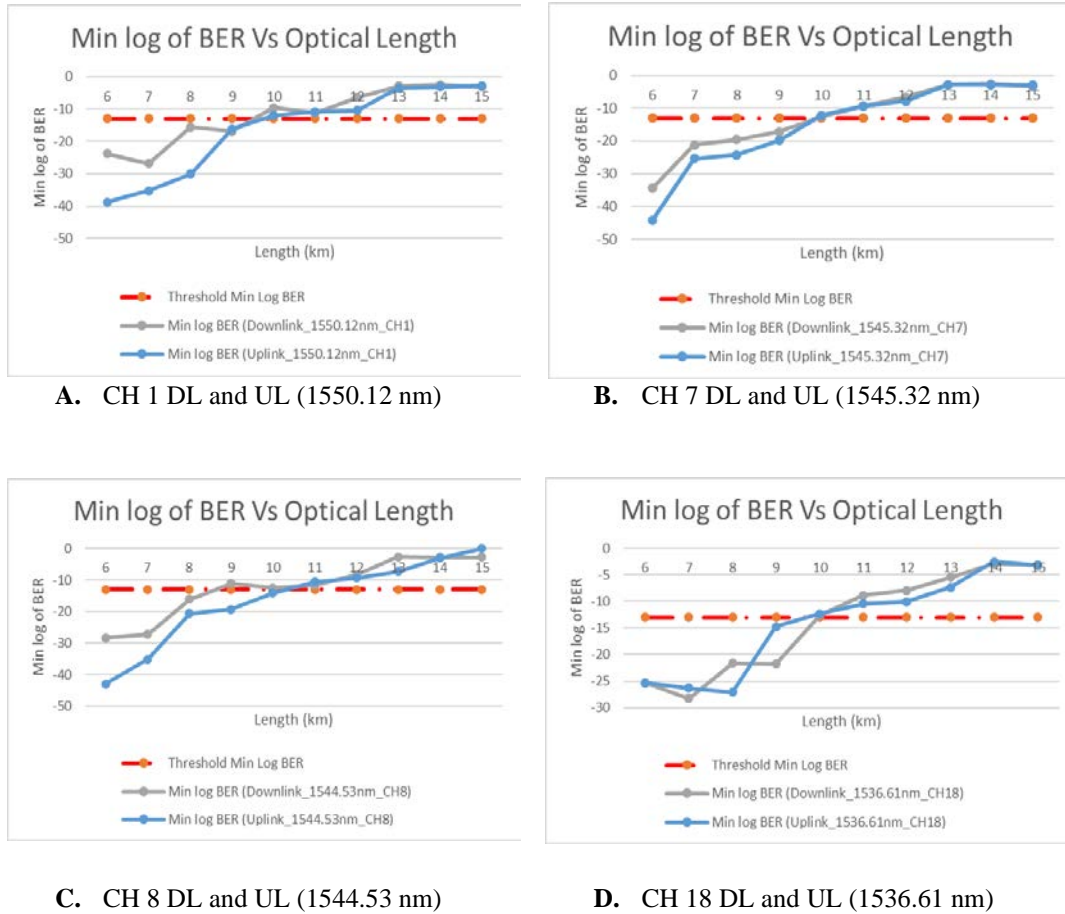 Min log of BER Vs Optical Length
0
6 7 8 9 10 11 12 13 14 15
-10
-20
-30
-40
-50
Min log of BER
Length (km)
Threshold Min Log BER
Min log BER (Downlink_1550.12nm_CH1)
Min log BER (Uplink_1550.12nm_CH1)
A. CH 1 DL and UL (1550.12 nm)
Min log of BER Vs Optical Length
0
6 7 8 9 10 11 12 13 14 15
-10
-20
-30
-40
-50
Min log of BER
Length (km)
Threshold Min Log BER
Min log BER (Downlink_1545.32nm_CH7)
Min log BER (Uplink_1545.32nm_CH7)
B. CH 7 DL and UL (1545.32 nm)
Min log of BER Vs Optical Length
0
6 7 8 9 10 11 12 13 14 15
-10
-20
-30
-40
-50
Min log of BER
Length (km)
Threshold Min Log BER
Min log BER (Downlink_1544.53nm_CH8)
Min log BER (Uplink_1544.53nm_CH8)
C. CH 8 DL and UL (1544.53 nm)
Min log of BER Vs Optical Length
0
6 7 8 9 10 11 12 13 14 15
-5
-10
-15
-20
-25
-30
Min log of BER
Length (km)
Threshold Min Log BER
Min log BER (Downlink_1536.61nm_CH18)
Min log BER (Uplink_1536.61nm_CH18)
D. CH 18 DL and UL (1536.61 nm)